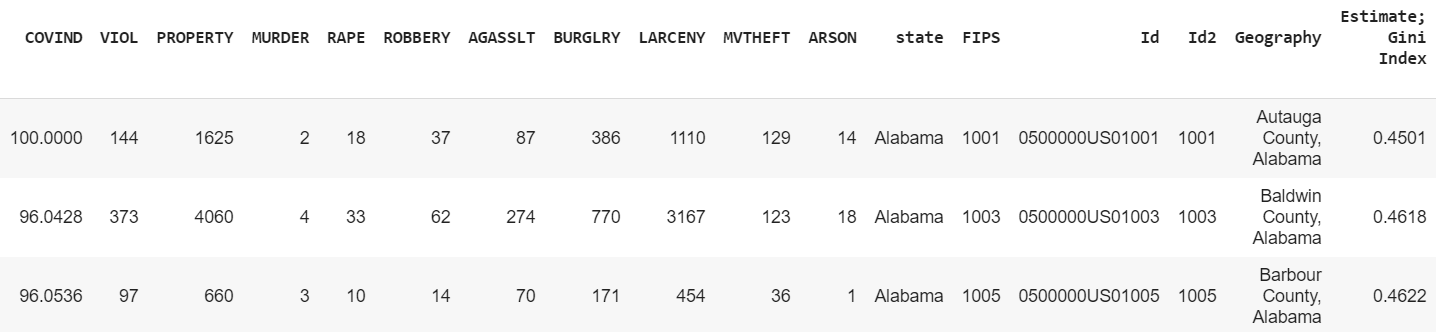 COVIND VIOL PROPERTY MURDER RAPE ROBBERY AGASSLT BURGLRY LARCENY MVTHEFT ARSON state FIPS Id Id2 Geography Estimate; Gini Index
100.0000 144 1625 2 18 37 87 386 1110 129 14 Alabama 1001 0500000US01001 1001 Autauga County, Alabama 0.4501
96.0428 373 4060 4 33 62 274 770 3167 123 18 Alabama 1003 0500000US01003 1003 Baldwin County, Alabama 0.4618
96.0536 97 660 3 10 14 70 171 454 36 1 Alabama 1005 0500000US01005 1005 Barbour County, Alabama 0.4622